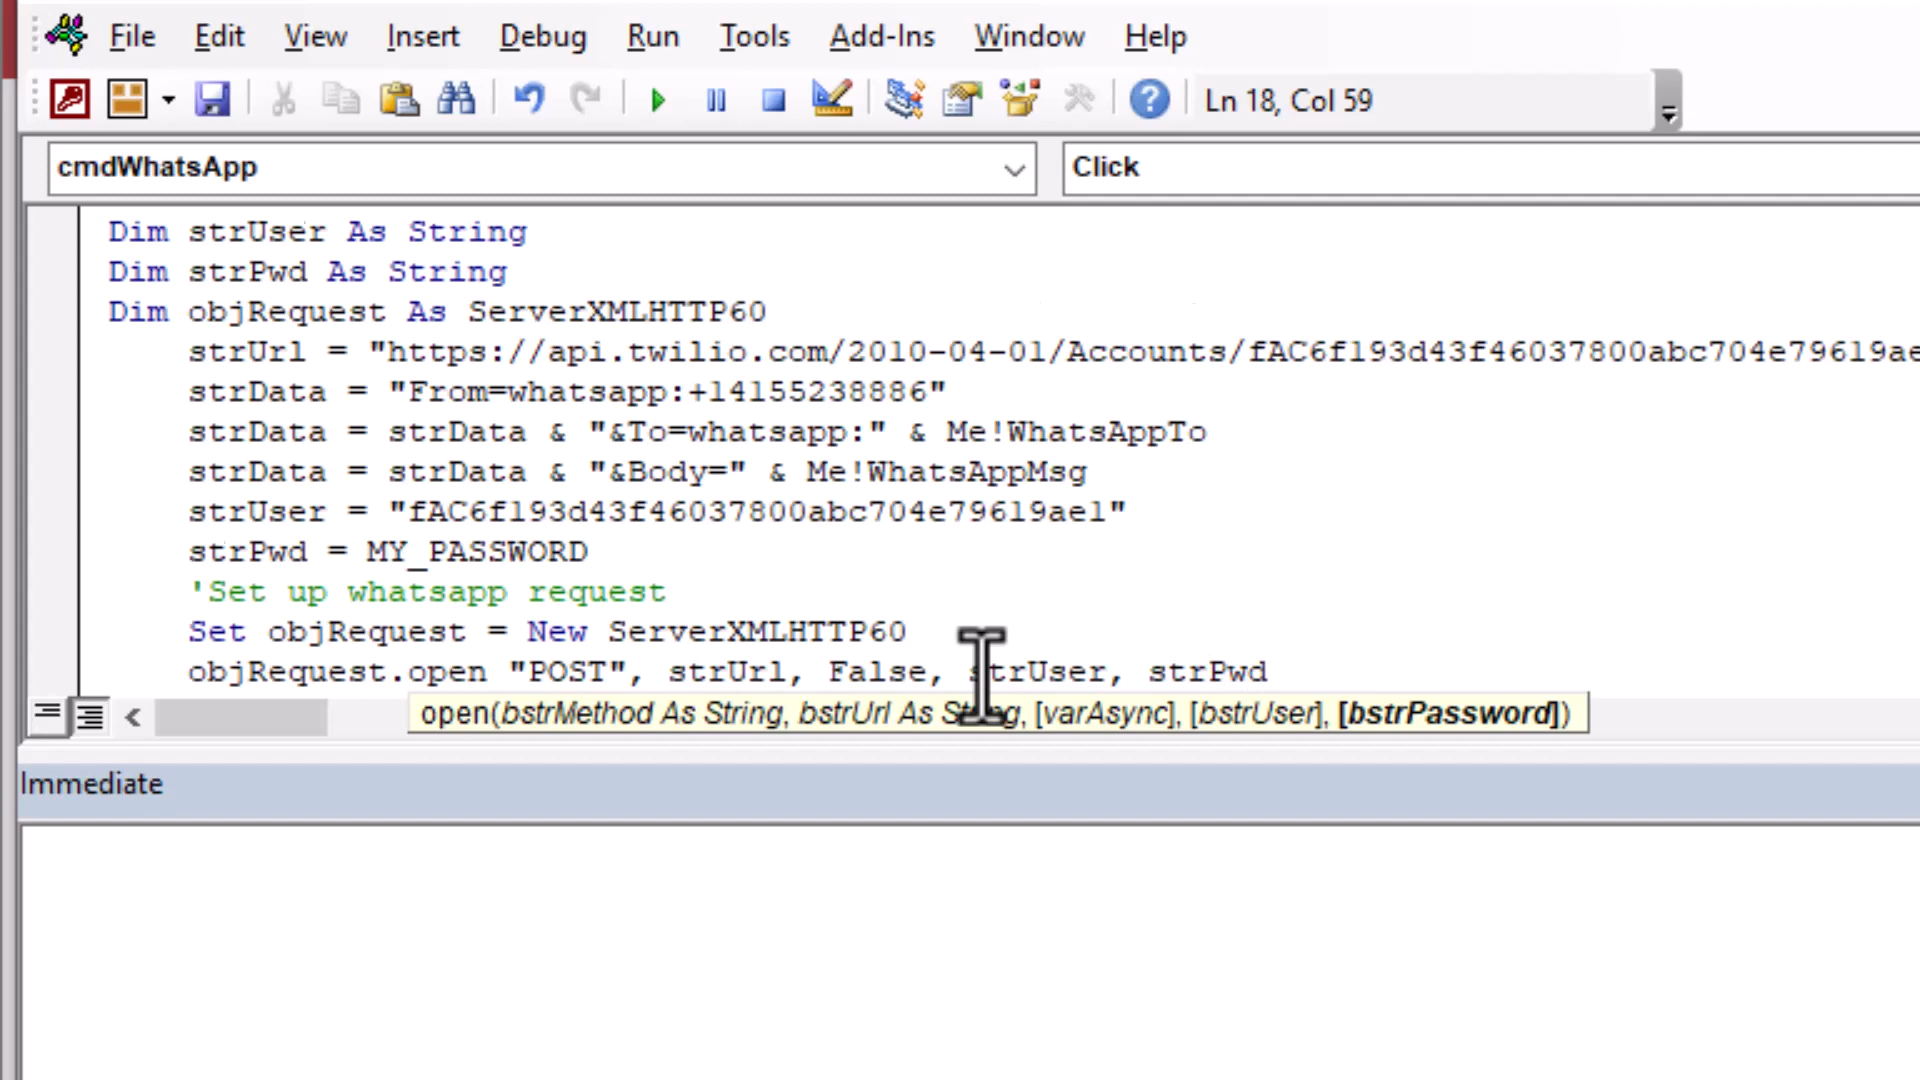 File Edit View Insert Debug Run Tools Add-Ins Window Help
Ln 18, Col 59
cmdWhatsApp Click
Dim strUser As String
Dim strPwd As String
Dim objRequest As ServerXMLHTTP60
strUrl = "https://api.twilio.com/2010-04-01/Accounts/fAC6f193d43f46037800abc704e79619ae
strData = "From=whatsapp:+14155238886"
strData = strData & "&To=whatsapp:" & Me!WhatsAppTo
strData = strData & "&Body=" & Me!WhatsAppMsg
strUser = "fAC6f193d43f46037800abc704e79619ae1"
strPwd = MY_PASSWORD
'Set up whatsapp request
Set objRequest = New ServerXMLHTTP60
objRequest.open "POST", strUrl, False, strUser, strPwd
open(bstrMethod As String, bstrUrl As String, [varAsync], [bstrUser], [bstrPassword])
Immediate